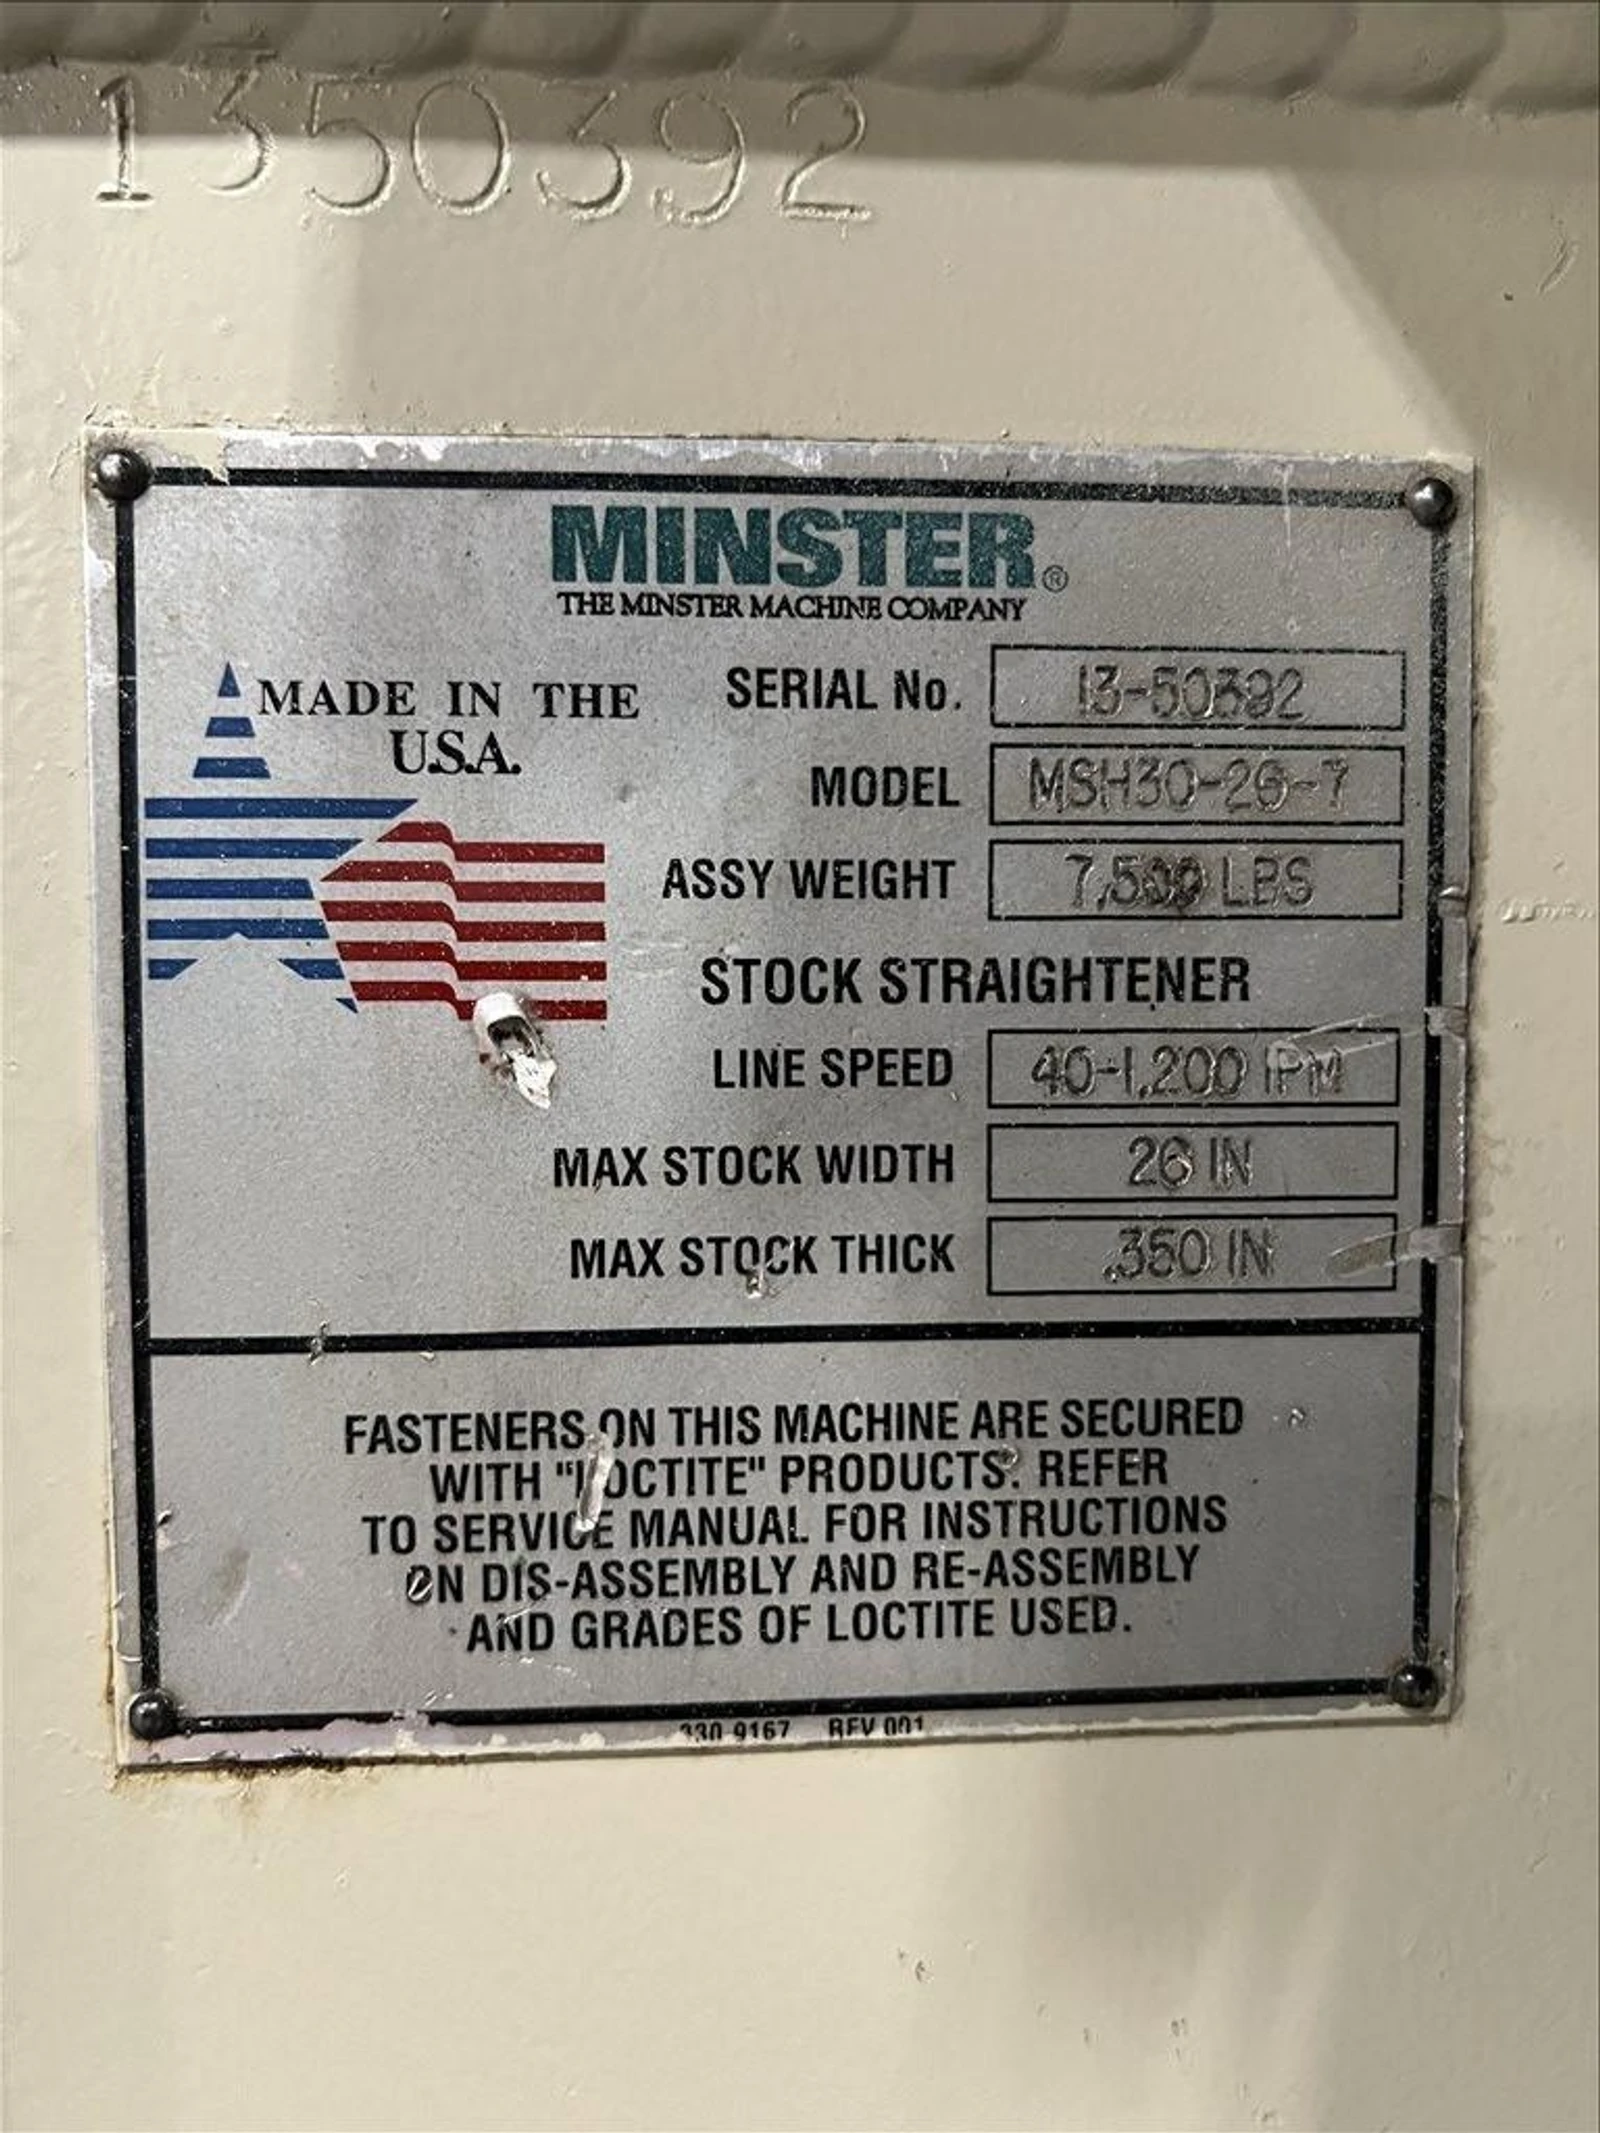 1350392
MINSTER®
THE MINSTER MACHINE COMPANY
MADE IN THE
U.S.A.
SERIAL No. 13-50392
MODEL MSH30-26-7
ASSY WEIGHT 7,500 LBS
STOCK STRAIGHTENER
LINE SPEED 40-1,200 IPM
MAX STOCK WIDTH 26 IN
MAX STOCK THICK .350 IN
FASTENERS ON THIS MACHINE ARE SECURED
WITH "LOCTITE" PRODUCTS. REFER
TO SERVICE MANUAL FOR INSTRUCTIONS
ON DIS-ASSEMBLY AND RE-ASSEMBLY
AND GRADES OF LOCTITE USED.
330 9167 REV 001